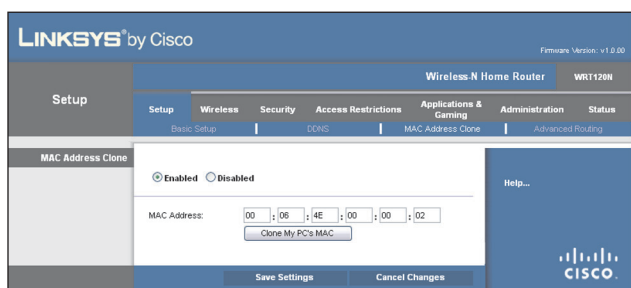 LINKSYS® by Cisco
Firmware Version: v1.0.00
Wireless-N Home Router WRT120N
Setup
Setup Wireless Security Access Restrictions Applications & Gaming Administration Status
Basic Setup DDNS MAC Address Clone Advanced Routing
MAC Address Clone
Enabled Disabled
Help...
MAC Address: 00 : 06 : 4E : 00 : 00 : 02
Clone My PC's MAC
Save Settings Cancel Changes
CISCO.